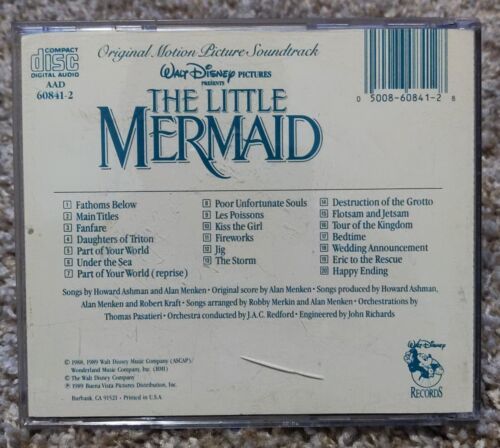 Original Motion Picture Soundtrack
COMPACT
disc
DIGITAL AUDIO
AAD
60841-2
WALT DISNEY PICTURES
PRESENTS
THE LITTLE
MERMAID
0 5008-60841-2 8
1 Fathoms Below
2 Main Titles
3 Fanfare
4 Daughters of Triton
5 Part of Your World
6 Under the Sea
7 Part of Your World (reprise)
8 Poor Unfortunate Souls
9 Les Poissons
10 Kiss the Girl
11 Fireworks
12 Jig
13 The Storm
14 Destruction of the Grotto
15 Flotsam and Jetsam
16 Tour of the Kingdom
17 Bedtime
18 Wedding Announcement
19 Eric to the Rescue
20 Happy Ending
Songs by Howard Ashman and Alan Menken • Original score by Alan Menken • Songs produced by Howard Ashman,
Alan Menken and Robert Kraft • Songs arranged by Robby Merkin and Alan Menken • Orchestrations by
Thomas Pasatieri • Orchestra conducted by J.A.C. Redford • Engineered by John Richards
© 1988, 1989 Walt Disney Music Company (ASCAP)/
Wonderland Music Company, Inc. (BMI)
© The Walt Disney Company
℗ 1989 Buena Vista Pictures Distribution, Inc.
Burbank, CA 91521 • Printed in U.S.A.
WALT DISNEY
RECORDS